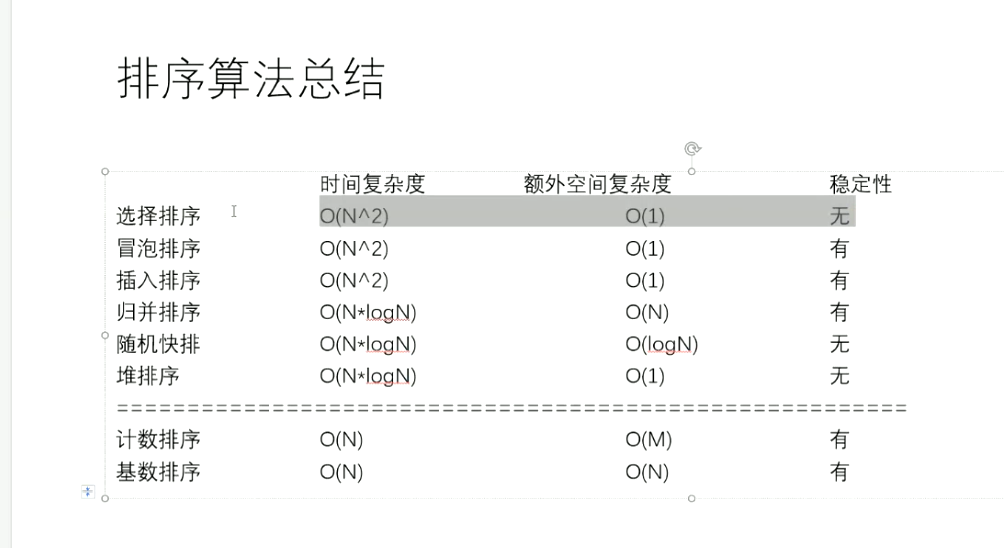 排序算法总结
时间复杂度 额外空间复杂度 稳定性
选择排序 O(N^2) O(1) 无
冒泡排序 O(N^2) O(1) 有
插入排序 O(N^2) O(1) 有
归并排序 O(N*logN) O(N) 有
随机快排 O(N*logN) O(logN) 无
堆排序 O(N*logN) O(1) 无
===========================================================
计数排序 O(N) O(M) 有
基数排序 O(N) O(N) 有